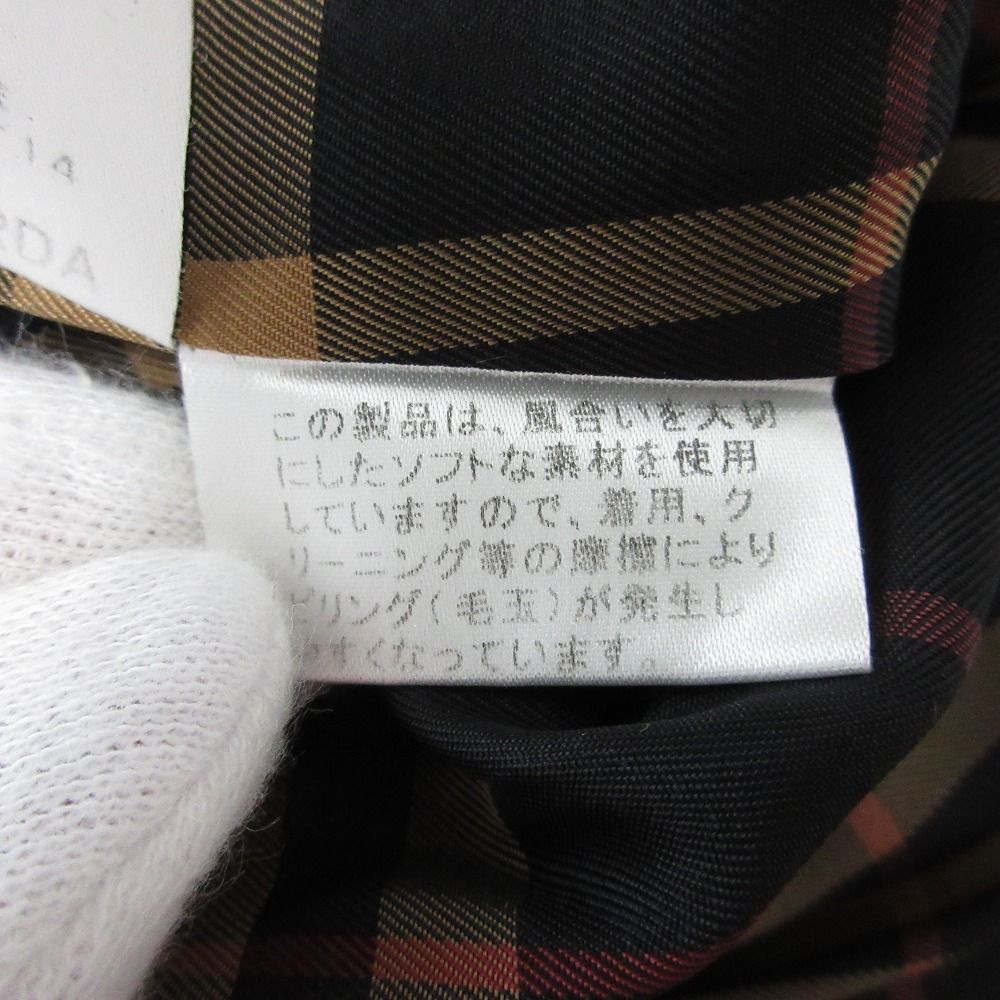 14
RDA
この製品は、風合いを大切
にしたソフトな素材を使用
していますので、着用、ク
リーニング等の摩擦により
ピリング(毛玉)が発生し
やすくなっています。